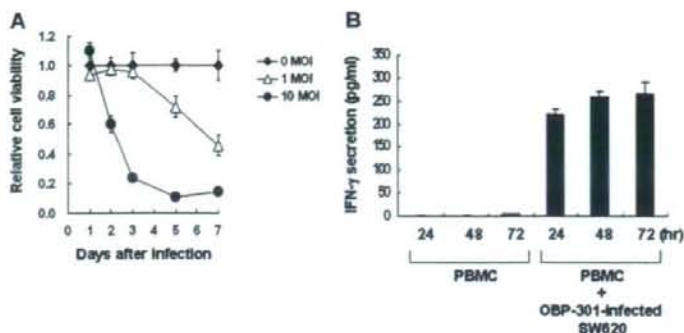 A
Relative cell viability
1.2
1.0
0.8
0.6
0.4
0.2
0.0
0 1 2 3 4 5 6 7
Days after infection
0 MOI
1 MOI
10 MOI
B
IFN-γ secretion (pg/ml)
350
300
250
200
150
100
50
0
24 48 72 24 48 72 (hr)
PBMC
PBMC
+
OBP-301-infected
SW620